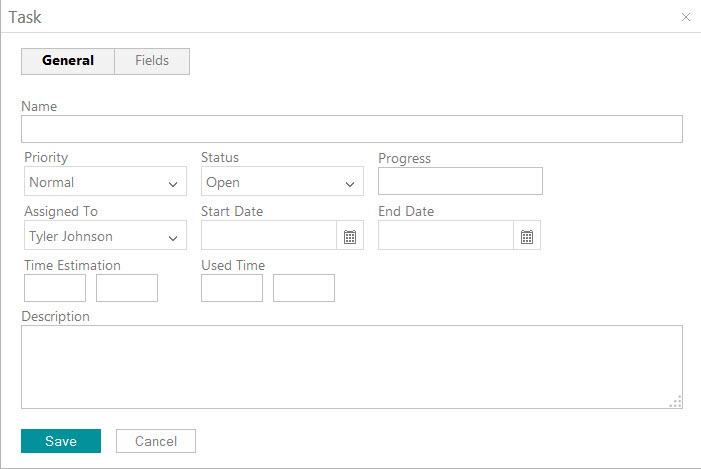 Task
General Fields
Name
Priority Status Progress
Normal Open
Assigned To Start Date End Date
Tyler Johnson
Time Estimation Used Time
Description
Save Cancel